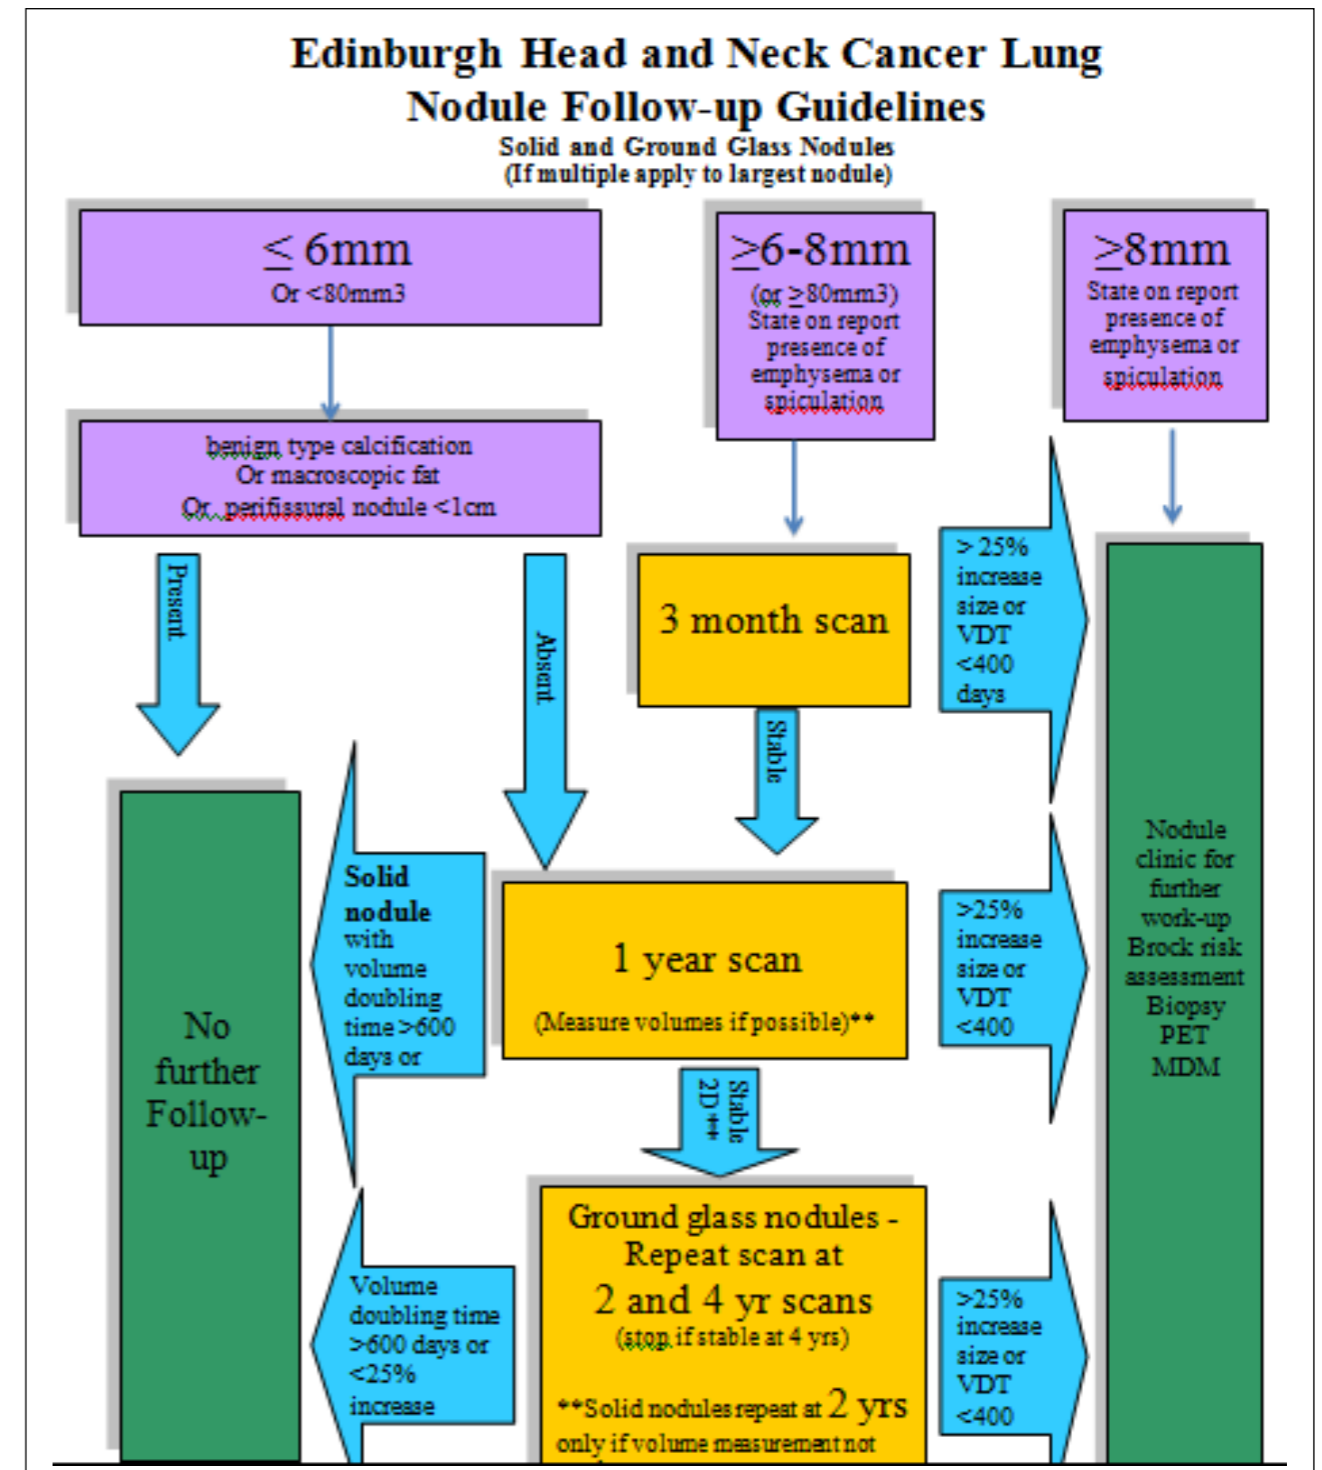 Edinburgh Head and Neck Cancer Lung
Nodule Follow-up Guidelines
Solid and Ground Glass Nodules
(If multiple apply to largest nodule)
≤ 6mm
Or <80mm3
≥6-8mm
(or ≥80mm3)
State on report
presence of
emphysema or
spiculation
≥8mm
State on report
presence of
emphysema or
spiculation
benign type calcification
Or macroscopic fat
Or perifissural nodule <1cm
Present
Absent
3 month scan
> 25%
increase
size or
VDT
<400
days
Stable
Solid
nodule
with
volume
doubling
time >600
days or
1 year scan
(Measure volumes if possible)**
>25%
increase
size or
VDT
<400
Nodule
clinic for
further
work-up
Brock risk
assessment
Biopsy
PET
MDM
No
further
Follow-
up
Stable
2D**
Volume
doubling time
>600 days or
<25%
increase
Ground glass nodules -
Repeat scan at
2 and 4 yr scans
(stop if stable at 4 yrs)
**Solid nodules repeat at 2 yrs
only if volume measurement not
>25%
increase
size or
VDT
<400